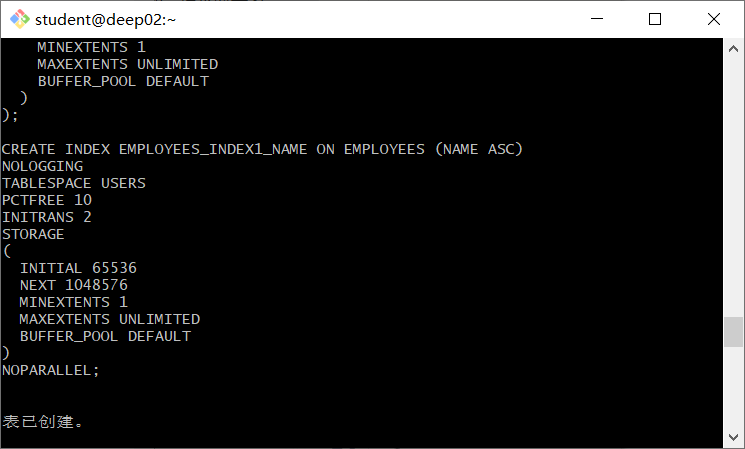 student@deep02:~
MINEXTENTS 1
MAXEXTENTS UNLIMITED
BUFFER_POOL DEFAULT
)
);
CREATE INDEX EMPLOYEES_INDEX1_NAME ON EMPLOYEES (NAME ASC)
NOLOGGING
TABLESPACE USERS
PCTFREE 10
INITRANS 2
STORAGE
(
INITIAL 65536
NEXT 1048576
MINEXTENTS 1
MAXEXTENTS UNLIMITED
BUFFER_POOL DEFAULT
)
NOPARALLEL;
表已创建。